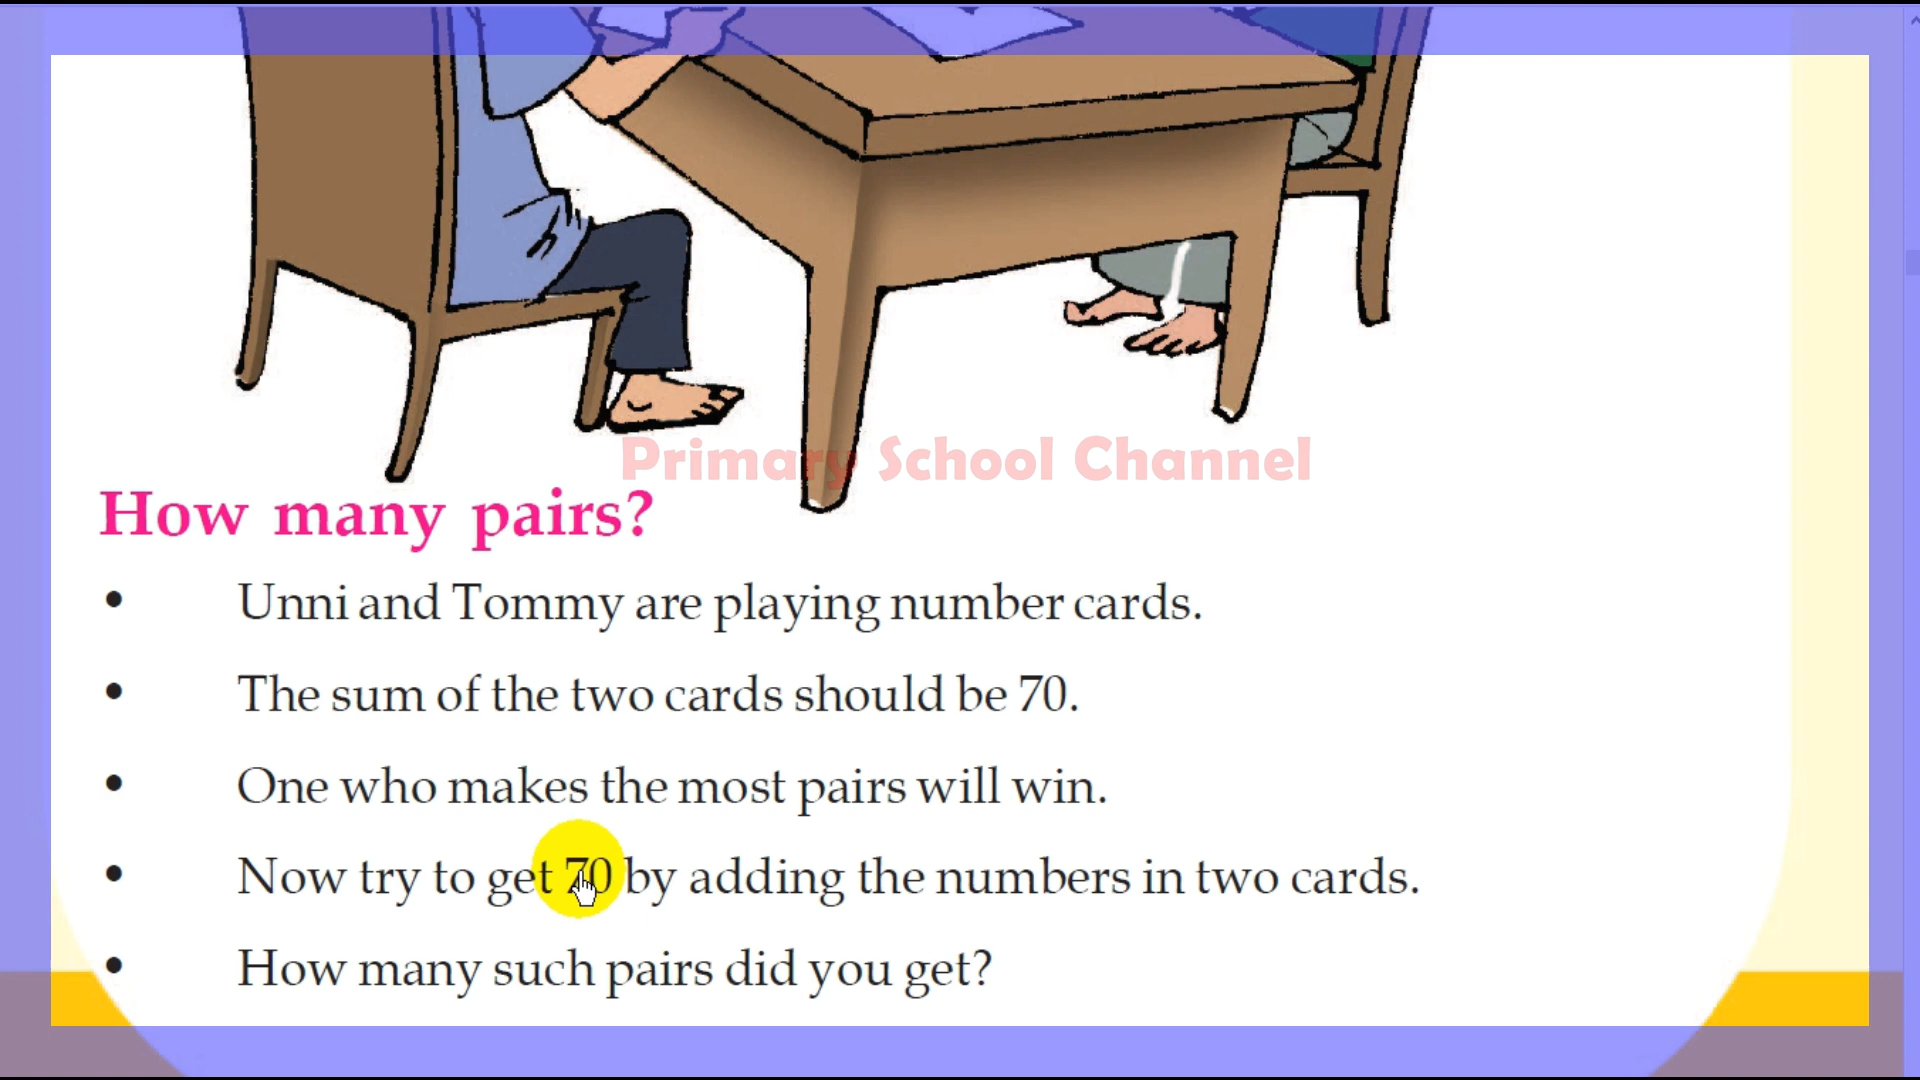 Primary School Channel
How many pairs?
• Unni and Tommy are playing number cards.
• The sum of the two cards should be 70.
• One who makes the most pairs will win.
• Now try to get 70 by adding the numbers in two cards.
• How many such pairs did you get?